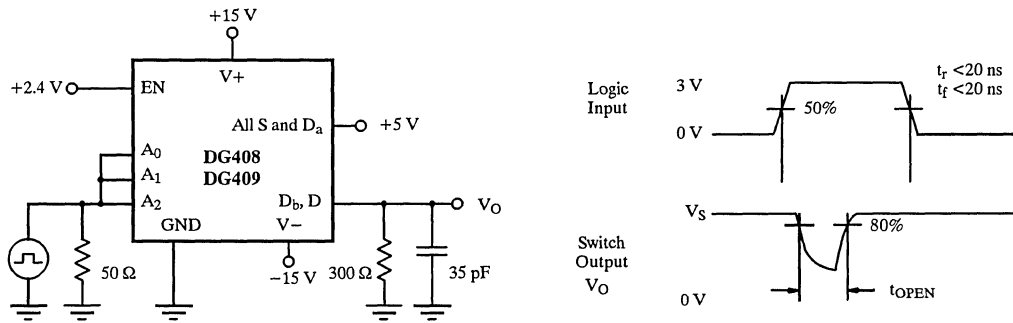 +15 V
V+
+2.4 V
EN
All S and Da
+5 V
A0
A1
A2
DG408
DG409
Db, D
VO
GND
V−
50 Ω
−15 V
300 Ω
35 pF
Logic
Input
3 V
0 V
50%
tr <20 ns
tf <20 ns
VS
80%
Switch
Output
VO
0 V
tOPEN